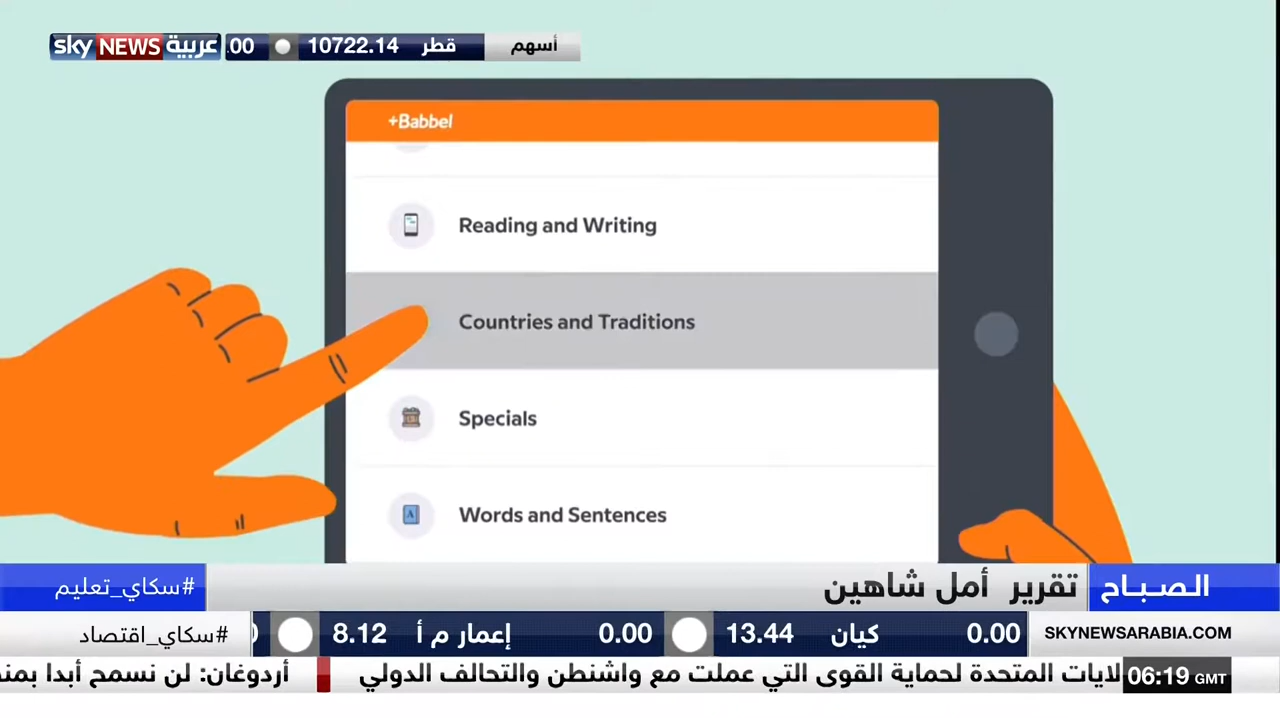 sky NEWS عربية
أسهم قطر 10722.14 .00
+Babbel
Reading and Writing
Countries and Traditions
Specials
Words and Sentences
الصباح تقرير أمل شاهين #سكاي_تعليم
SKYNEWSARABIA.COM 0.00 كيان 13.44 0.00 إعمار م أ 8.12 #سكاي_اقتصاد
06:19 GMT المتحدة لحماية القوى التي عملت مع واشنطن والتحالف الدولي أردوغان: لن نسمح أبدا